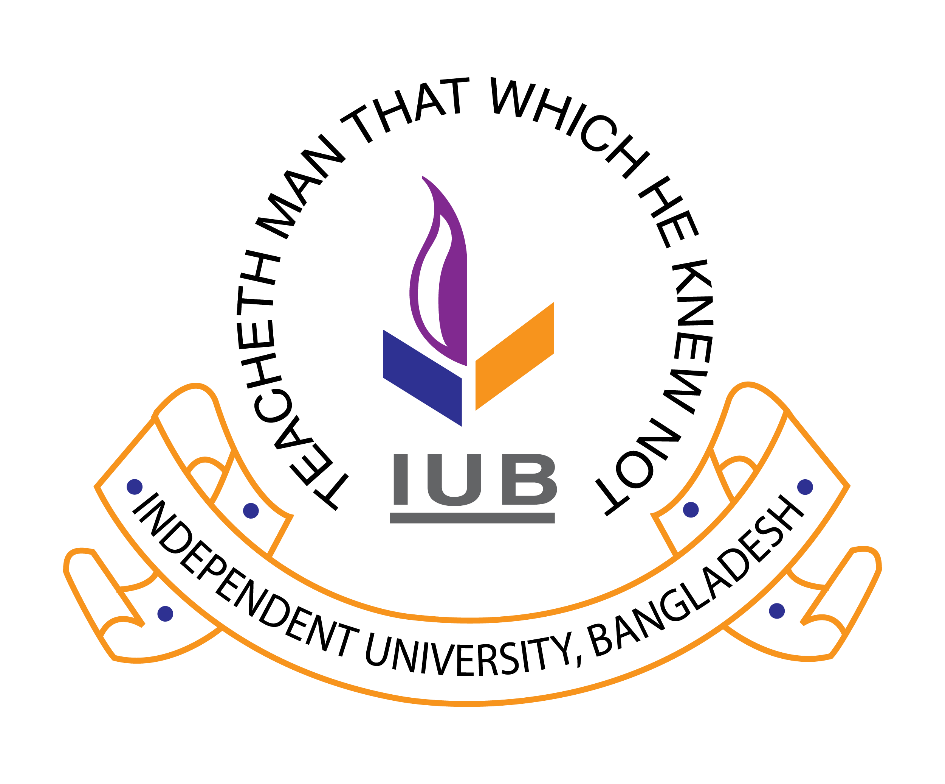 TEACHETH MAN THAT WHICH HE KNEW NOT
IUB
INDEPENDENT UNIVERSITY, BANGLADESH